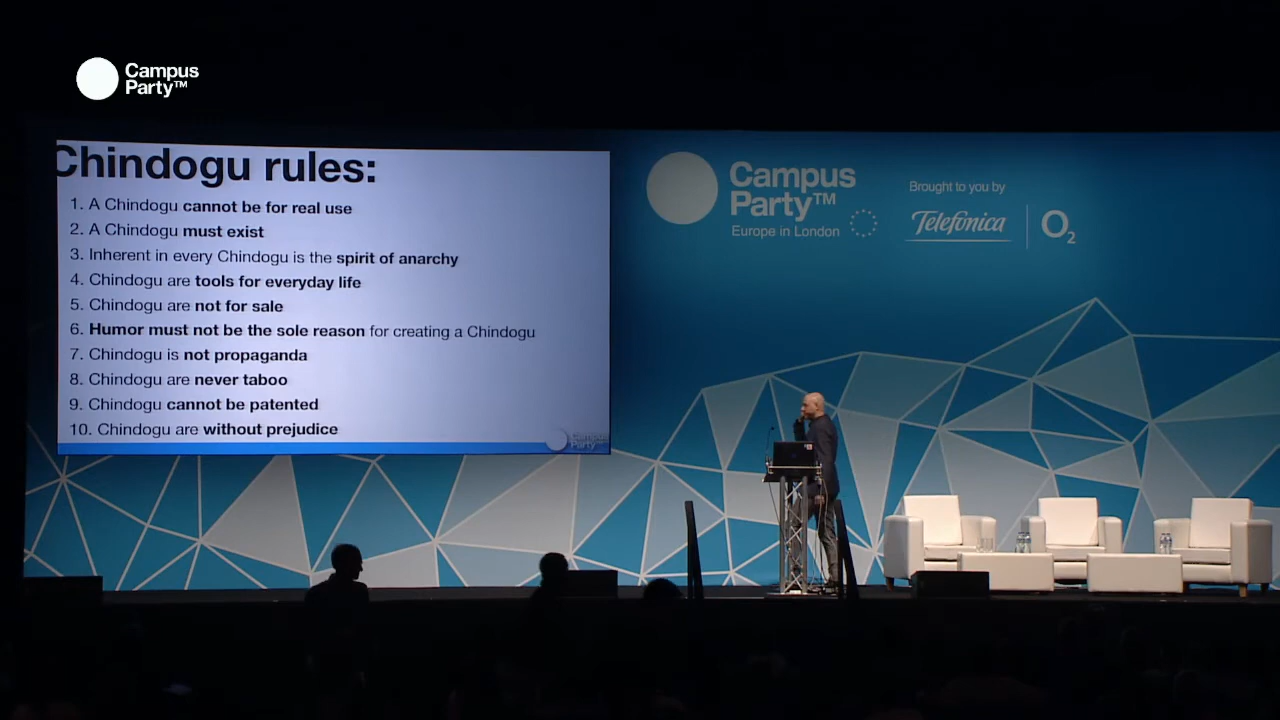 Campus
Party™
Chindogu rules:
1. A Chindogu cannot be for real use
2. A Chindogu must exist
3. Inherent in every Chindogu is the spirit of anarchy
4. Chindogu are tools for everyday life
5. Chindogu are not for sale
6. Humor must not be the sole reason for creating a Chindogu
7. Chindogu is not propaganda
8. Chindogu are never taboo
9. Chindogu cannot be patented
10. Chindogu are without prejudice
Campus
Party™
Campus
Party™
Europe in London
Brought to you by
Telefonica
O2